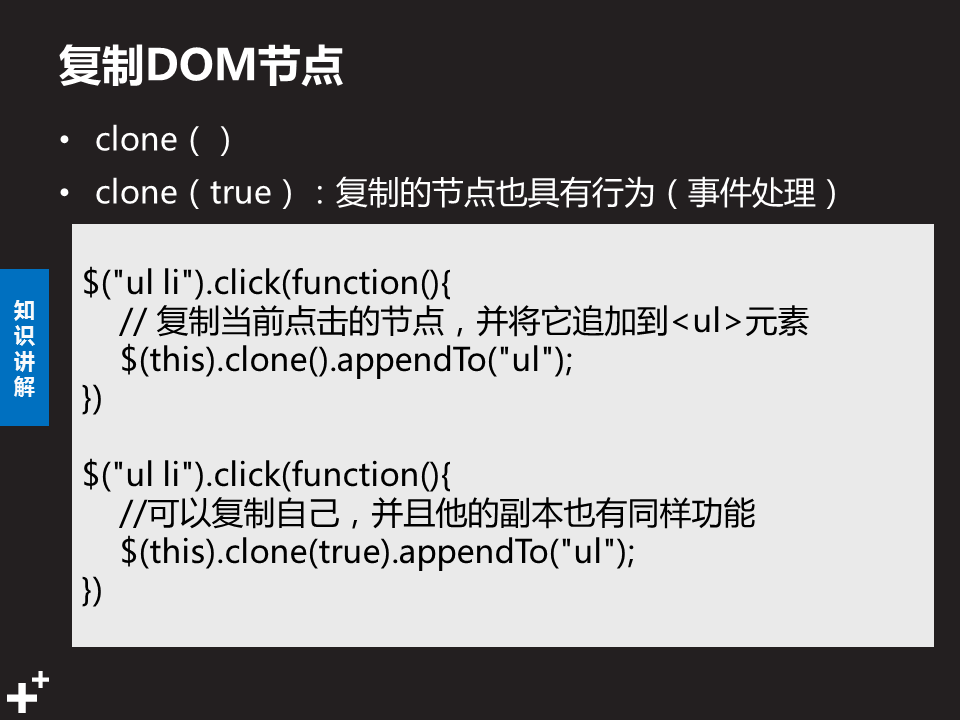 复制DOM节点
• clone（ ）
• clone（true）：复制的节点也具有行为（事件处理）
知
识
讲
解
$("ul li").click(function(){
// 复制当前点击的节点，并将它追加到<ul>元素
$(this).clone().appendTo("ul");
})
$("ul li").click(function(){
//可以复制自己，并且他的副本也有同样功能
$(this).clone(true).appendTo("ul");
})